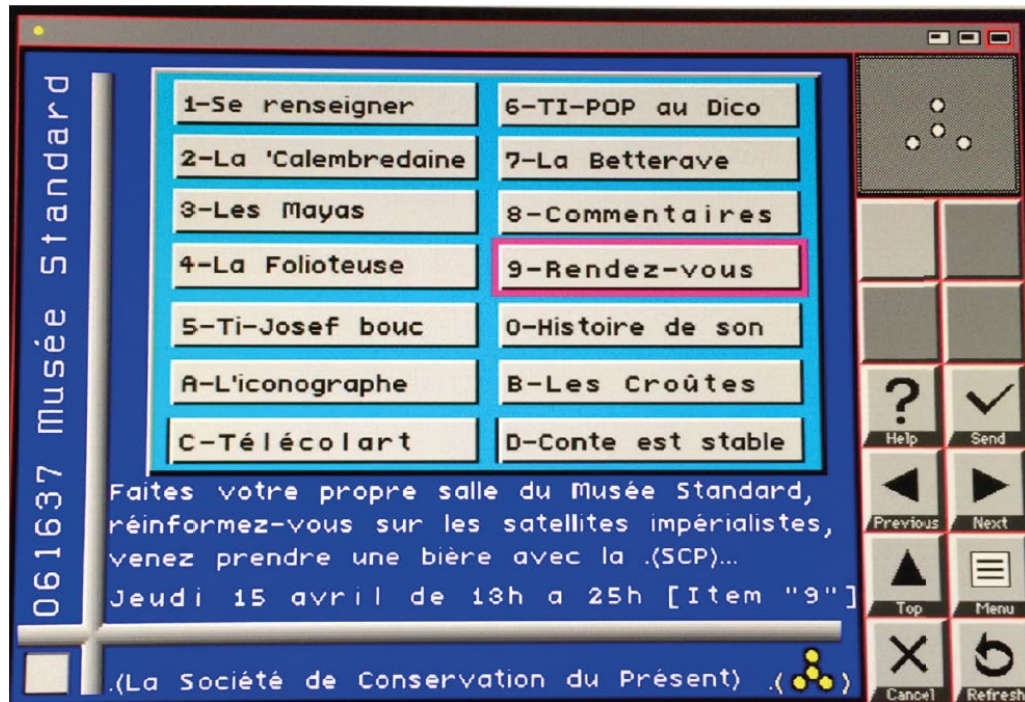 061637 Musée Standard
1-Se renseigner
2-La 'Calembredaine
3-Les Mayas
4-La Folioteuse
5-Ti-Josef bouc
A-L'iconographe
C-Télécolart
6-TI-POP au Dico
7-La Betterave
8-Commentaires
9-Rendez-vous
0-Histoire de son
B-Les Croûtes
D-Conte est stable
Faites votre propre salle du Musée Standard,
réinformez-vous sur les satellites impérialistes,
venez prendre une bière avec la .(SCP)...
Jeudi 15 avril de 13h a 25h [Item "9"]
.(La Société de Conservation du Présent) .( )
?
Help
Send
Previous
Next
Top
Menu
Cancel
Refresh